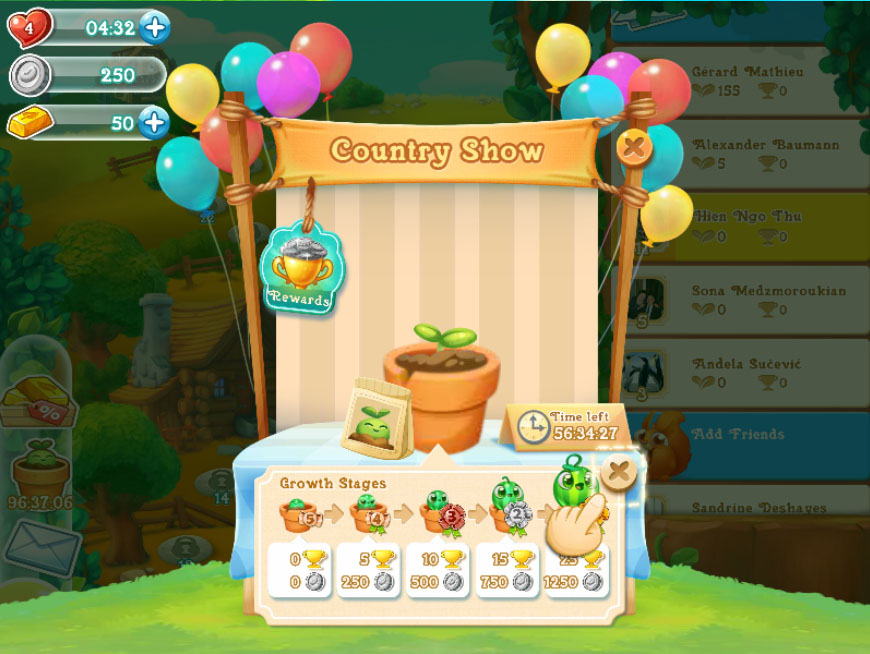 4
04:32
250
50
Country Show
Rewards
Gérard Mathieu
155 0
Alexander Baumann
5 0
Hien Ngo Thu
0 0
Sona Medzmoroukian
0 0
5
Andela Sučević
0 0
3
Add Friends
Sandrine Deshayes
Time left
56:34:27
%
96:37:06
14
Growth Stages
5 4 3 2
0 5 10 15 25
0 250 500 750 1250